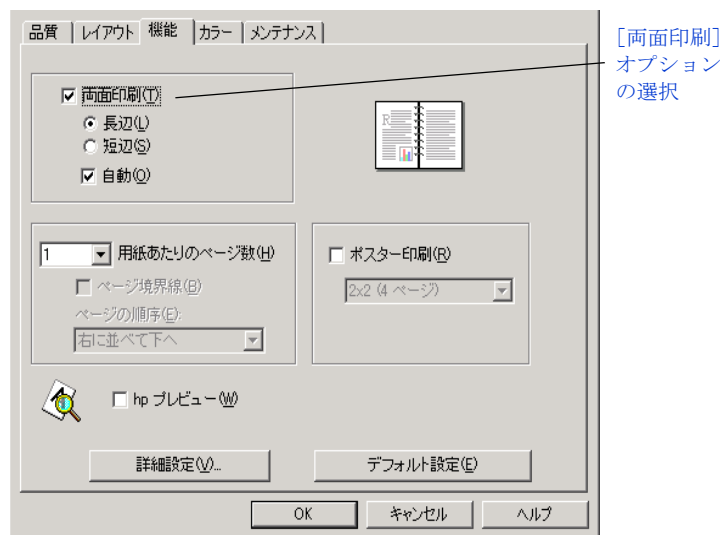 品質 レイアウト 機能 カラー メンテナンス
［両面印刷］
オプション
の選択
両面印刷(T)
長辺(L)
短辺(S)
自動(O)
R
1 用紙あたりのページ数(H)
ページ境界線(B)
ページの順序(E):
右に並べて下へ
ポスター印刷(R)
2x2 (4 ページ)
hp プレビュー(W)
詳細設定(V)... デフォルト設定(E)
OK キャンセル ヘルプ